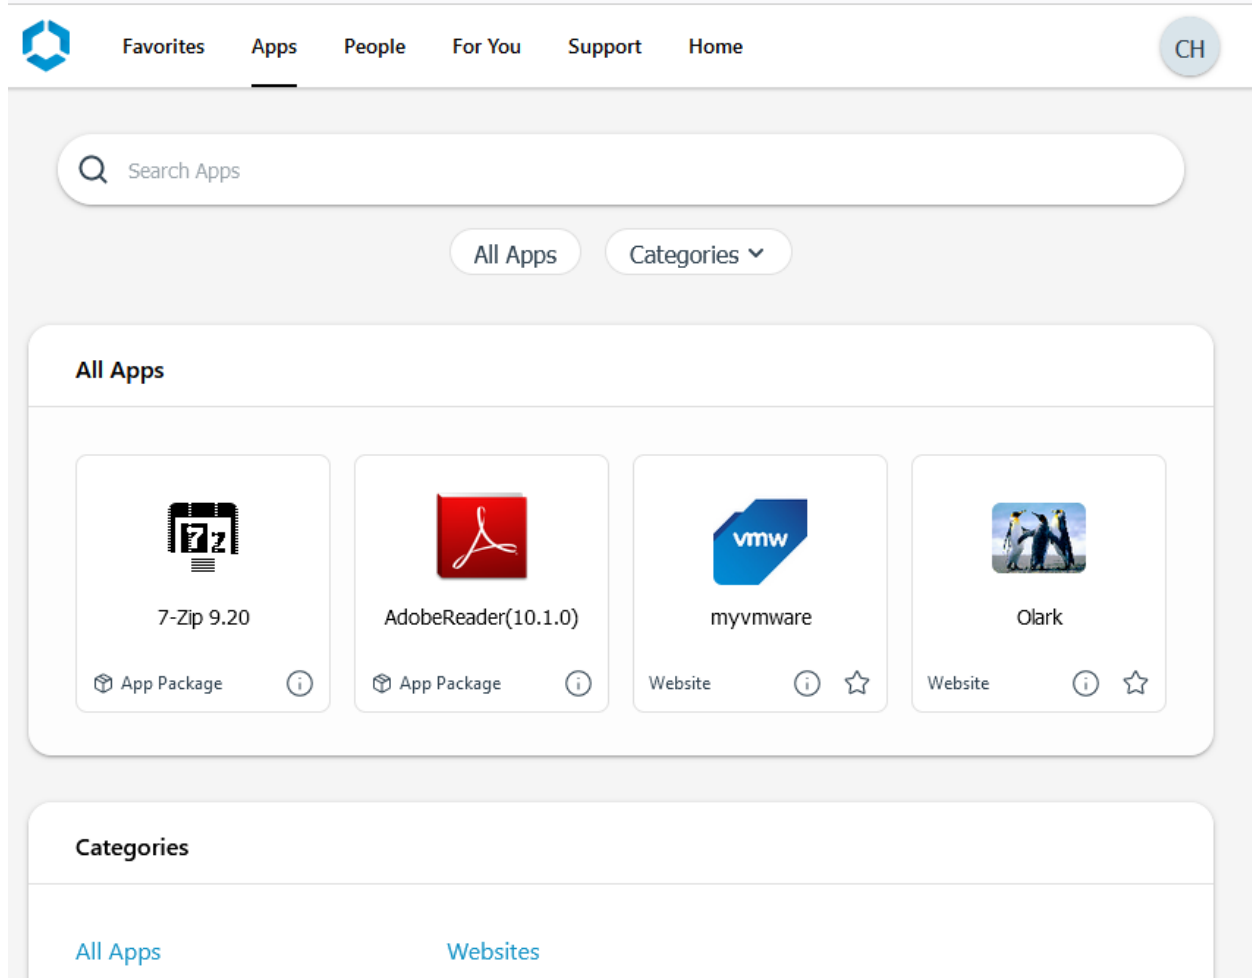 Favorites Apps People For You Support Home CH
Search Apps
All Apps Categories
All Apps
7z
vmw
7-Zip 9.20 AdobeReader(10.1.0) myvmware Olark
App Package App Package Website Website
Categories
All Apps Websites